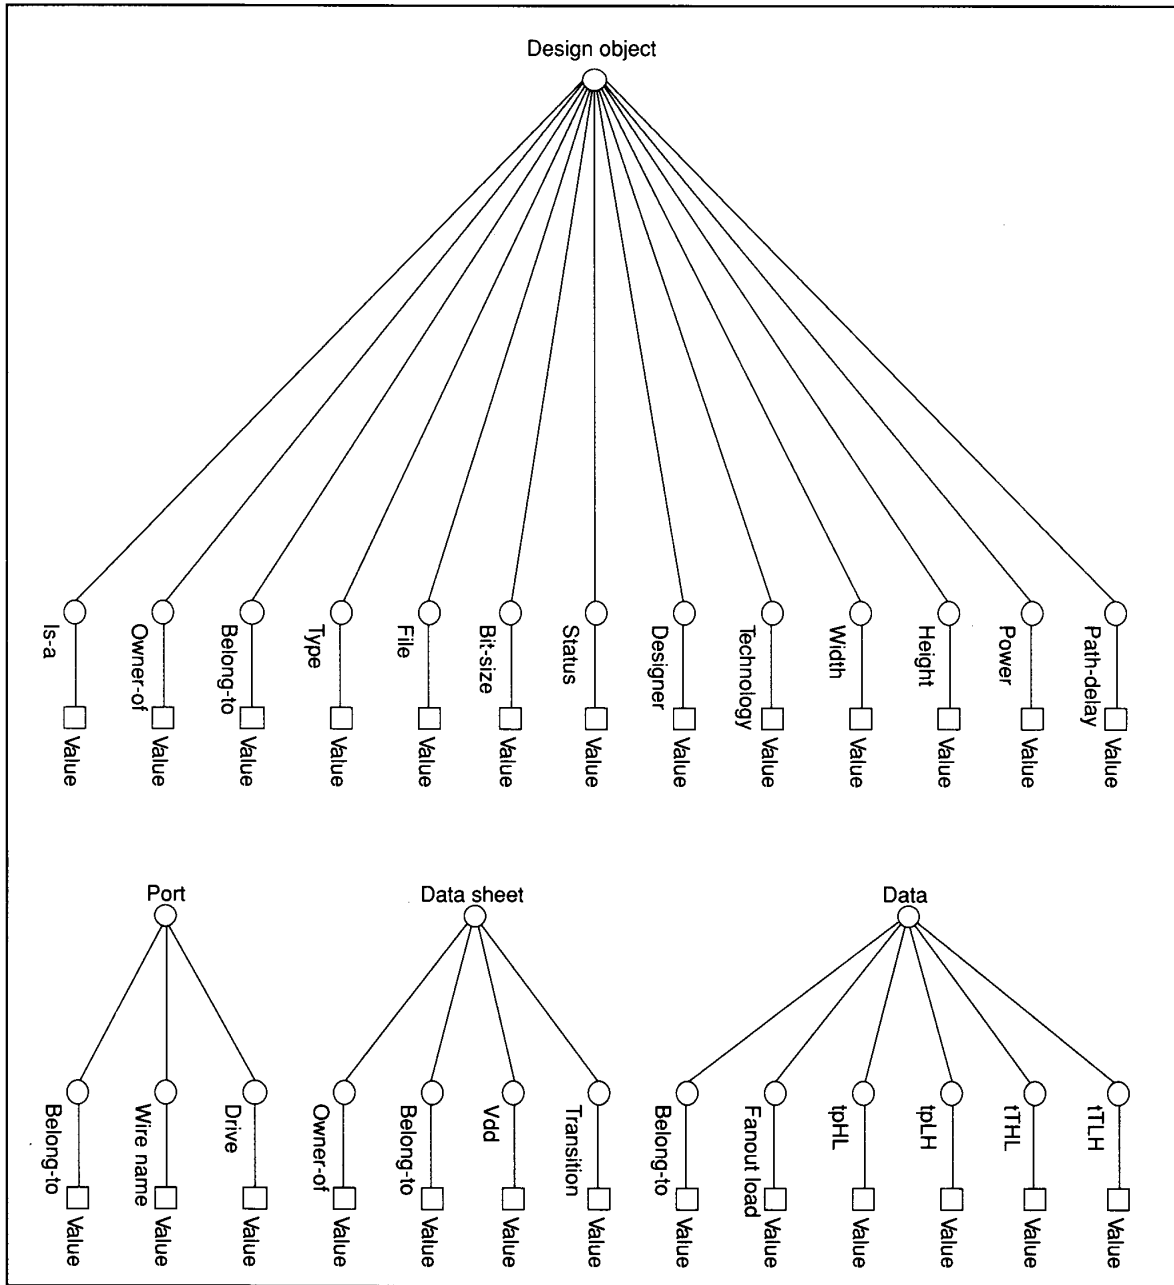 Design object
Is-a
Owner-of
Belong-to
Type
File
Bit-size
Status
Designer
Technology
Width
Height
Power
Path-delay
Value
Value
Value
Value
Value
Value
Value
Value
Value
Value
Value
Value
Value
Port
Data sheet
Data
Belong-to
Wire name
Drive
Owner-of
Belong-to
Vdd
Transition
Belong-to
Fanout load
tpHL
tpLH
tTHL
tTLH
Value
Value
Value
Value
Value
Value
Value
Value
Value
Value
Value
Value
Value